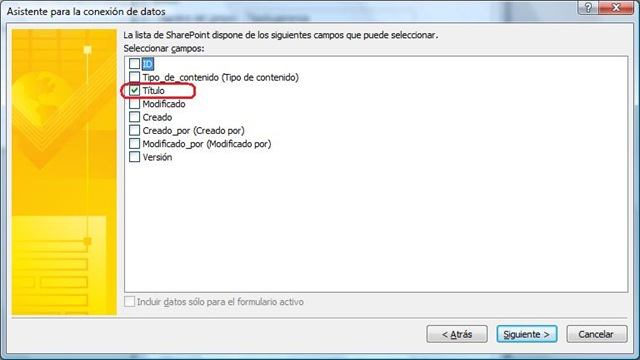 Asistente para la conexión de datos
La lista de SharePoint dispone de los siguientes campos que puede seleccionar.
Seleccionar campos:
ID
Tipo_de_contenido (Tipo de contenido)
Título
Modificado
Creado
Creado_por (Creado por)
Modificado_por (Modificado por)
Versión
Incluir datos sólo para el formulario activo
< Atrás
Siguiente >
Cancelar